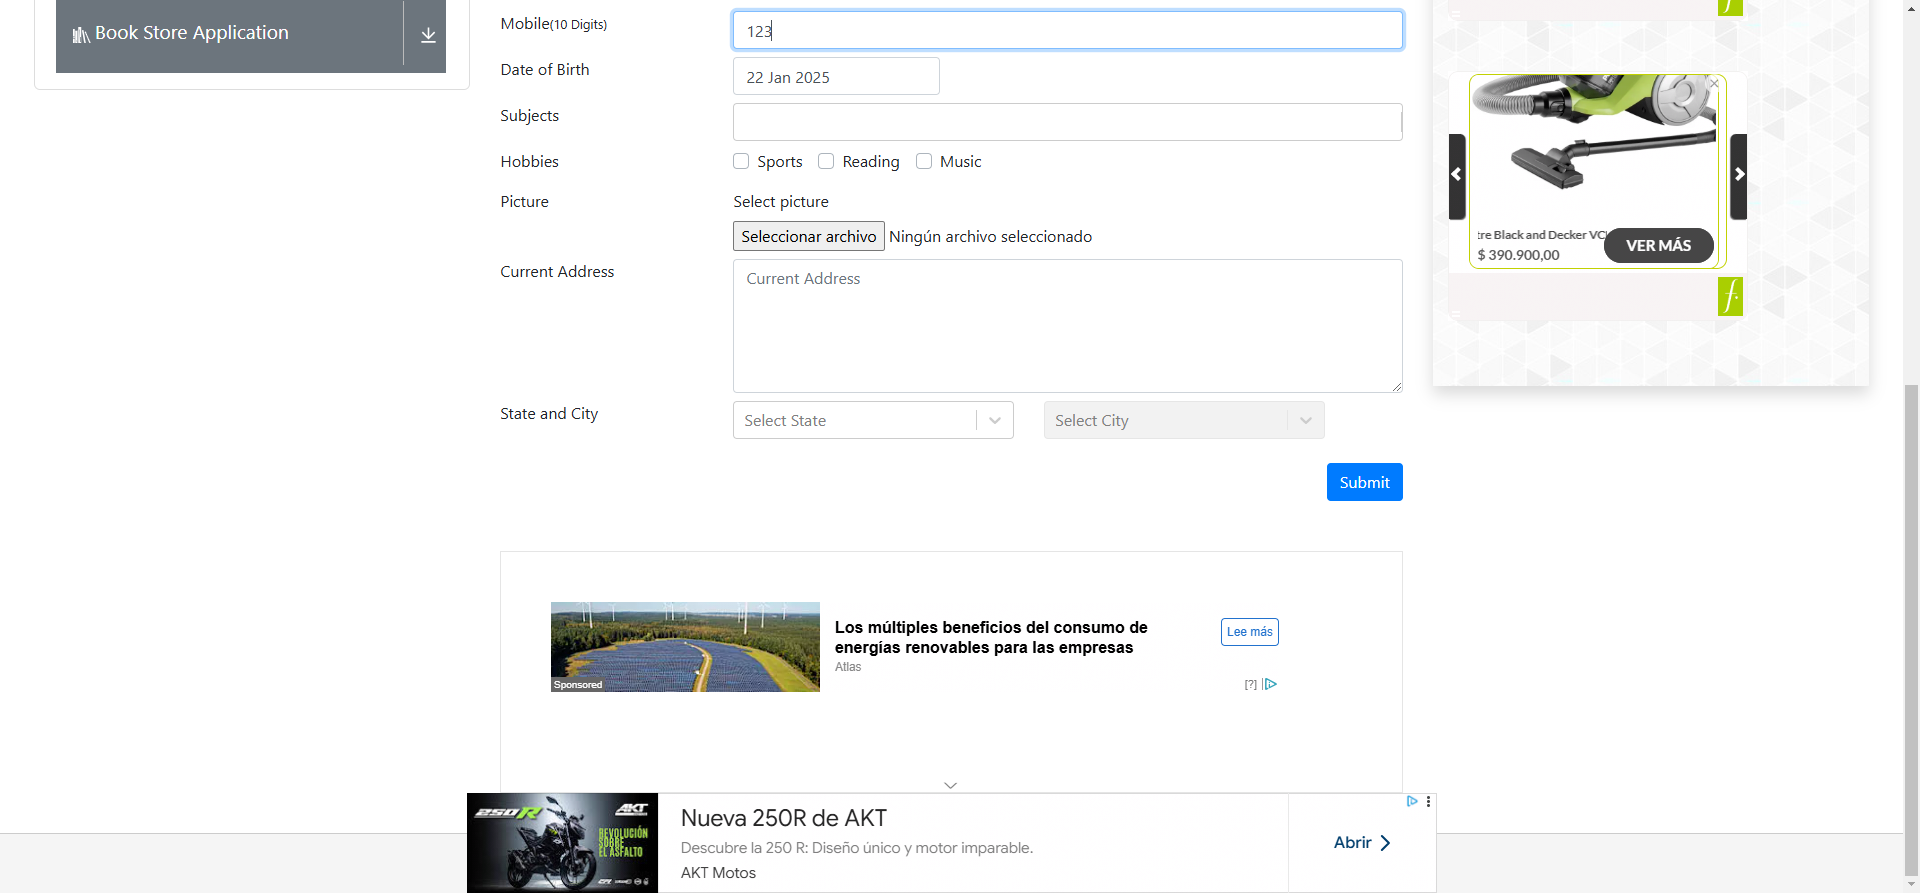 Book Store Application
Mobile(10 Digits)
123
Date of Birth
22 Jan 2025
Subjects
Hobbies
Sports
Reading
Music
Picture
Select picture
Seleccionar archivo
Ningún archivo seleccionado
Current Address
Current Address
State and City
Select State
Select City
Submit
tre Black and Decker VC
$ 390.900,00
VER MÁS
Los múltiples beneficios del consumo de
energías renovables para las empresas
Atlas
Sponsored
Lee más
[?]
250R
AKT
REVOLUCIÓN
SOBRE
EL ASFALTO
Nueva 250R de AKT
Descubre la 250 R: Diseño único y motor imparable.
AKT Motos
Abrir